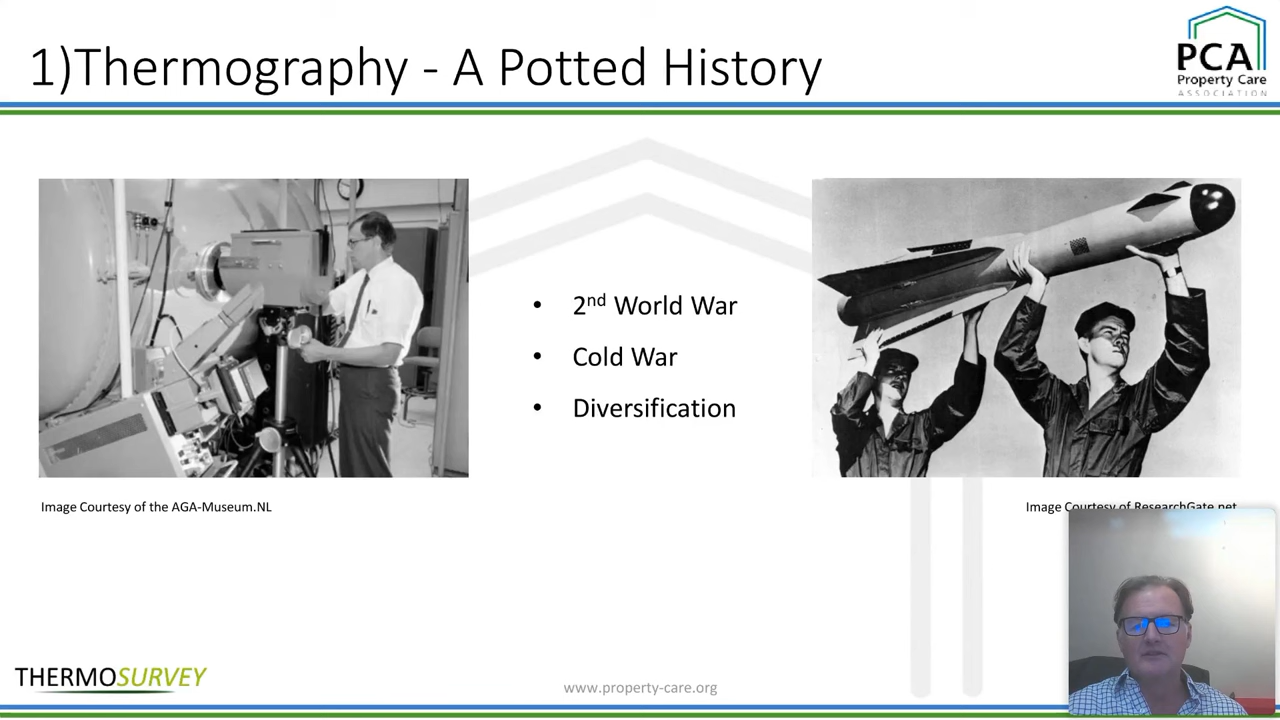 1)Thermography - A Potted History
PCA
Property Care
ASSOCIATION
• 2nd World War
• Cold War
• Diversification
Image Courtesy of the AGA-Museum.NL
Image Courtesy of ResearchGate.net
THERMOSURVEY
www.property-care.org